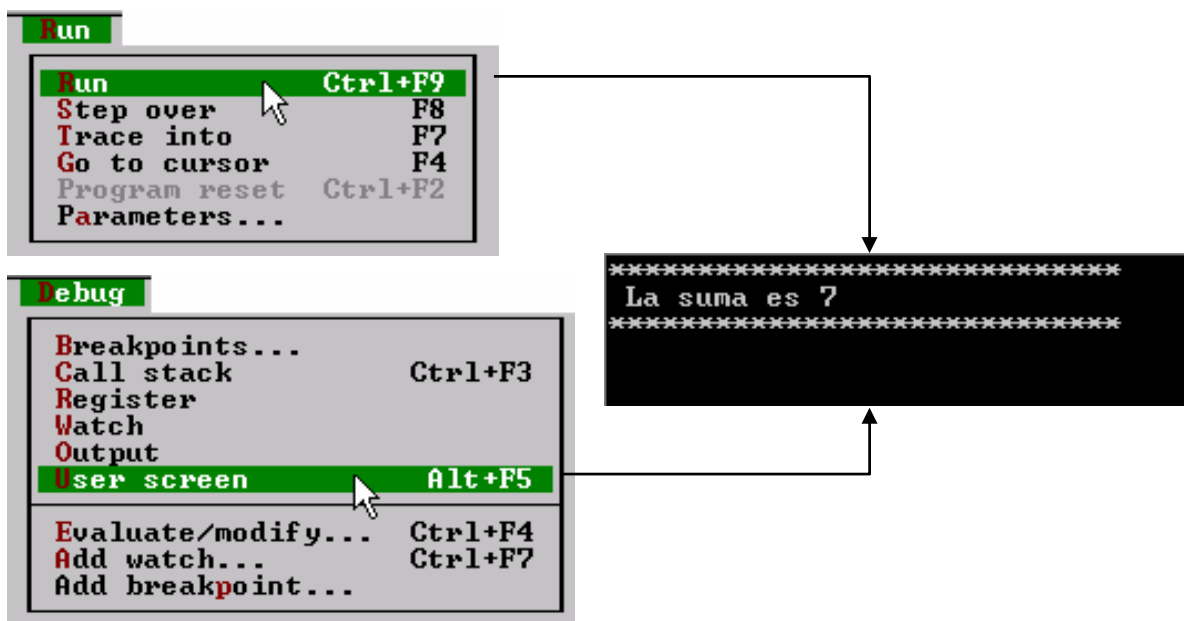 Run
Run Ctrl+F9
Step over F8
Trace into F7
Go to cursor F4
Program reset Ctrl+F2
Parameters...
Debug
Breakpoints...
Call stack Ctrl+F3
Register
Watch
Output
User screen Alt+F5
Evaluate/modify... Ctrl+F4
Add watch... Ctrl+F7
Add breakpoint...
*****************************
La suma es 7
*****************************